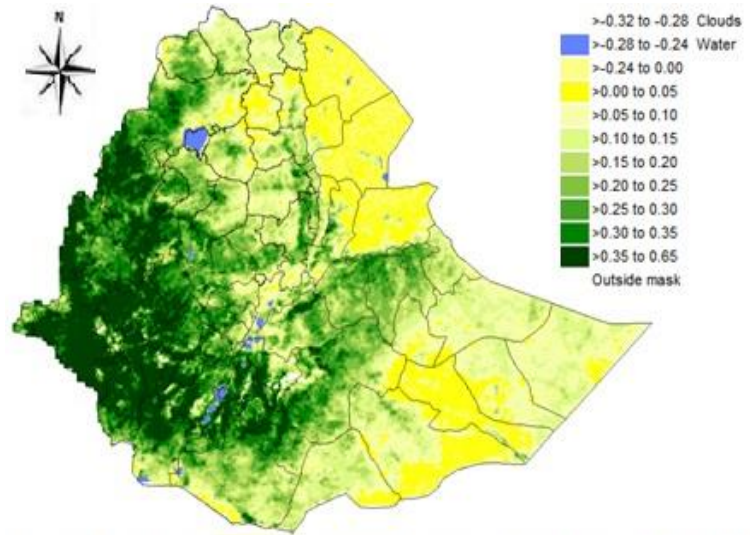 >-0.32 to -0.28 Clouds
>-0.28 to -0.24 Water
>-0.24 to 0.00
>0.00 to 0.05
>0.05 to 0.10
>0.10 to 0.15
>0.15 to 0.20
>0.20 to 0.25
>0.25 to 0.30
>0.30 to 0.35
>0.35 to 0.65
Outside mask
N